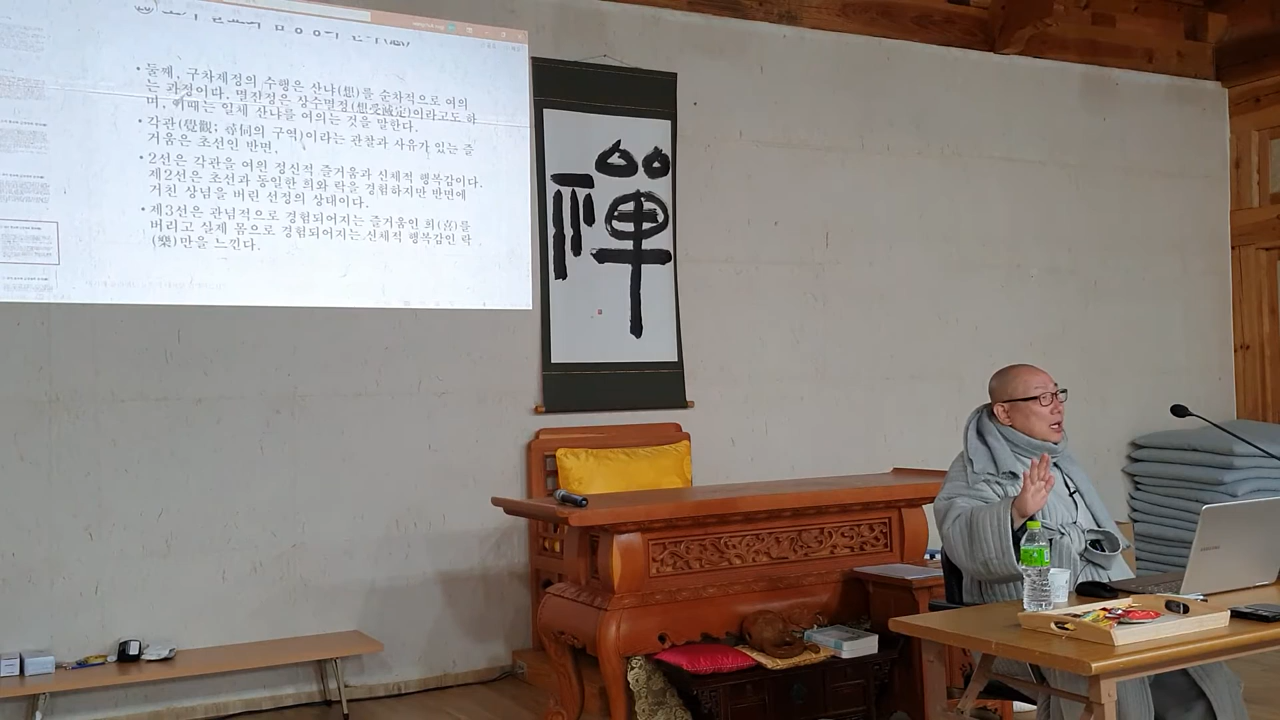 • 둘째, 구차제정의 수행은 산냐(想)를 순차적으로 여의
는 과정이다. 멸진정은 상수멸정(想受滅定)이라고도 하
며, 이때는 일체 산냐를 여의는 것을 말한다.
• 각관(覺觀; 尋伺의 구역)이라는 관찰과 사유가 있는 즐
거움은 초선인 반면,
• 2선은 각관을 여읜 정신적 즐거움과 신체적 행복감이다.
제2선은 초선과 동일한 희와 락을 경험하지만 반면에
거친 상념을 버린 선정의 상태이다.
• 제3선은 관념적으로 경험되어지는 즐거움인 희(喜)를
버리고 실제 몸으로 경험되어지는 신체적 행복감인 락
(樂)만을 느낀다.
禪
SAMSUNG